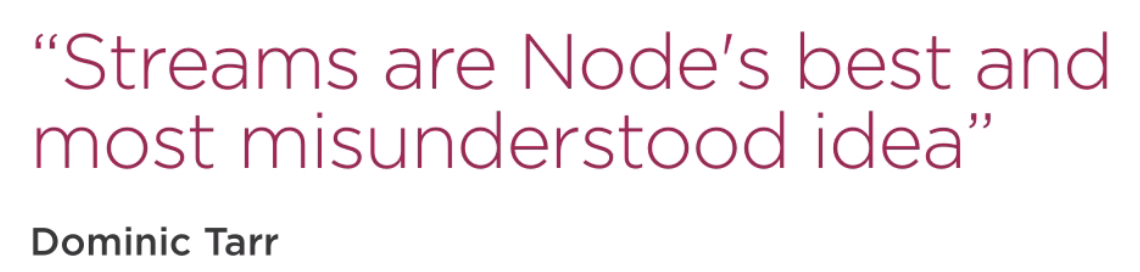 “Streams are Node's best and
most misunderstood idea”
Dominic Tarr